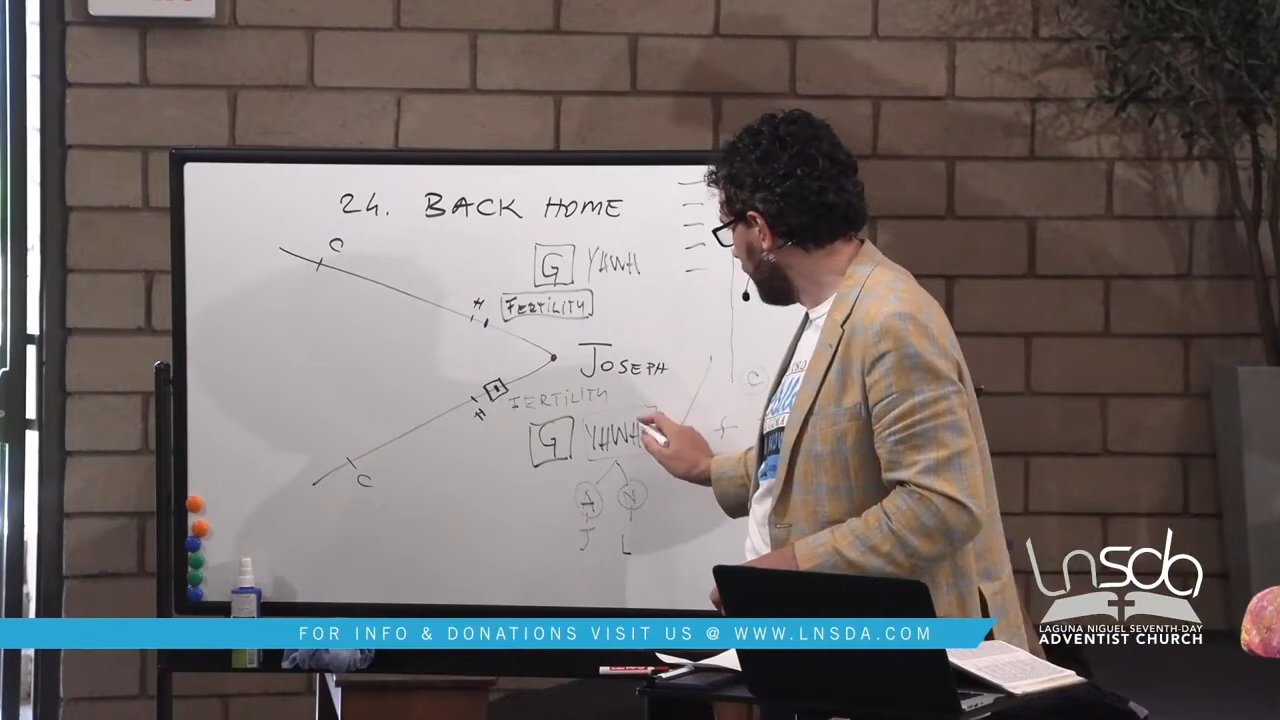 24. BACK HOME
C
G YHWH
H FERTILITY
JOSEPH
FERTILITY
H
G YHWH
C
A N
J L
C
LNSDA
LAGUNA NIGUEL SEVENTH-DAY
ADVENTIST CHURCH
FOR INFO & DONATIONS VISIT US @ WWW.LNSDA.COM